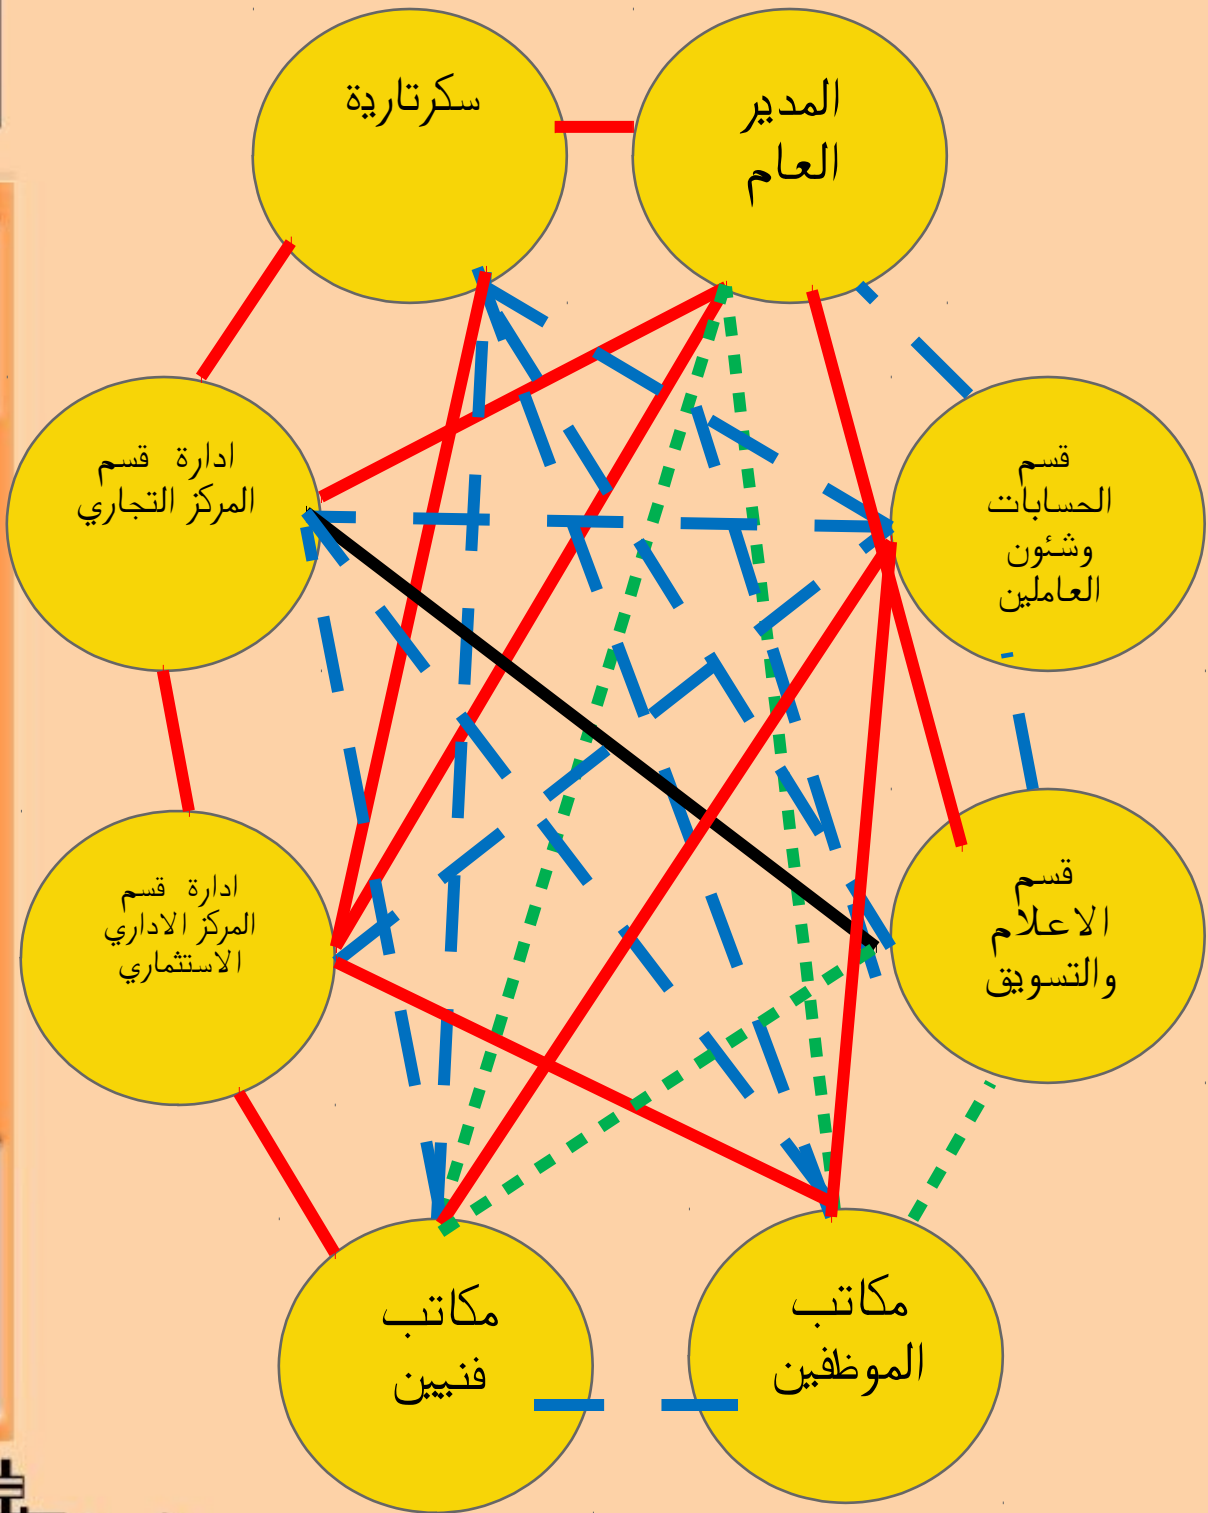 المدير
العام
سكرتارية
قسم
الحسابات
وشئون
العاملين
ادارة قسم
المركز التجاري
قسم
الاعلام
والتسويق
ادارة قسم
المركز الاداري
الاستثماري
مكاتب
الموظفين
مكاتب
فنيين